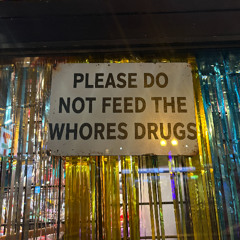 PLEASE DO
NOT FEED THE
WHORES DRUGS